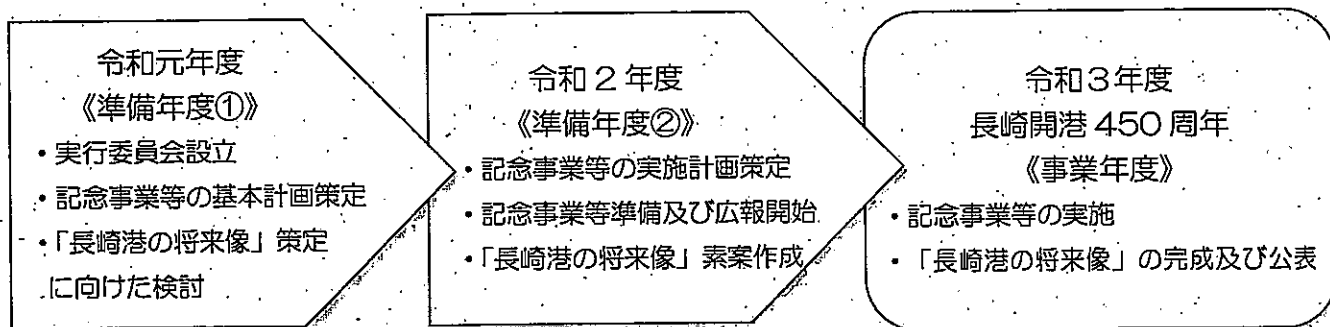 令和元年度
《準備年度①》
・実行委員会設立
・記念事業等の基本計画策定
・「長崎港の将来像」策定
に向けた検討
令和2年度
《準備年度②》
・記念事業等の実施計画策定
・記念事業等準備及び広報開始
・「長崎港の将来像」素案作成
令和3年度
長崎開港450周年
《事業年度》
・記念事業等の実施
・「長崎港の将来像」の完成及び公表